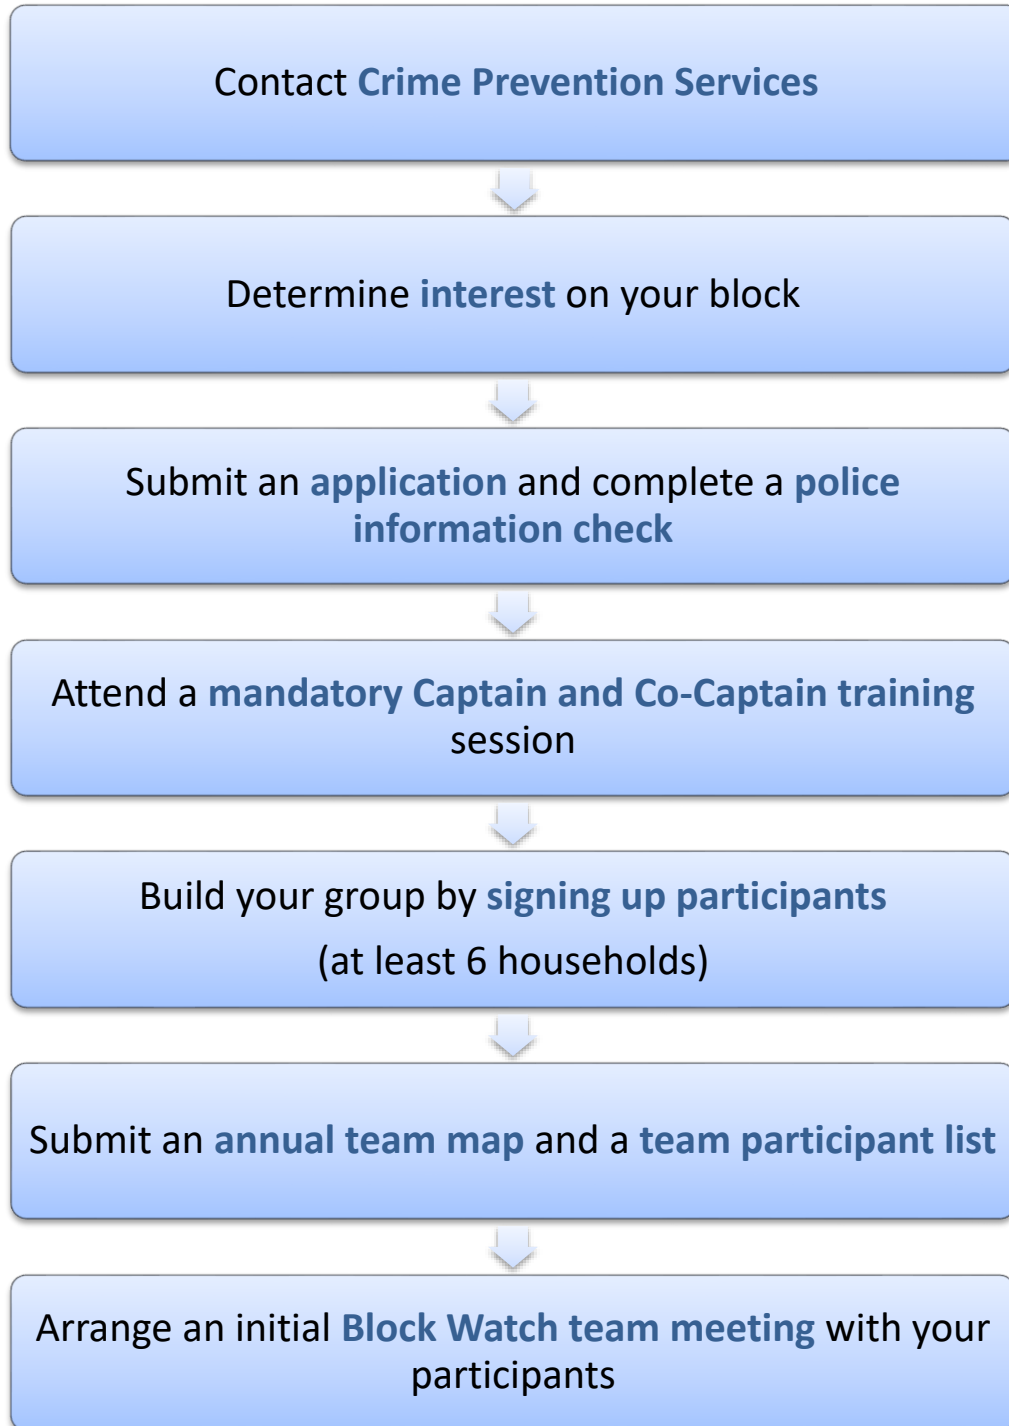 Contact Crime Prevention Services
Determine interest on your block
Submit an application and complete a police
information check
Attend a mandatory Captain and Co-Captain training
session
Build your group by signing up participants
(at least 6 households)
Submit an annual team map and a team participant list
Arrange an initial Block Watch team meeting with your
participants